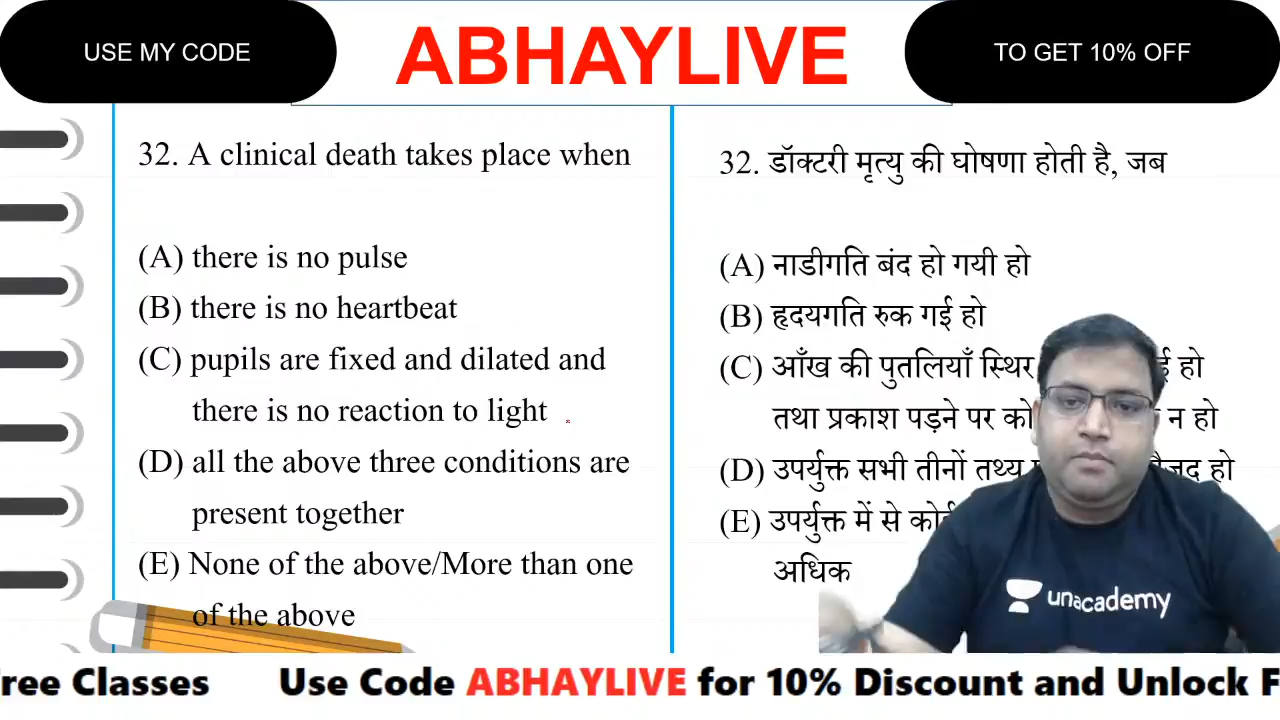 USE MY CODE
ABHAYLIVE
TO GET 10% OFF
32. A clinical death takes place when
(A) there is no pulse
(B) there is no heartbeat
(C) pupils are fixed and dilated and
there is no reaction to light
(D) all the above three conditions are
present together
(E) None of the above/More than one
of the above
32. डॉक्टरी मृत्यु की घोषणा होती है, जब
(A) नाडीगति बंद हो गयी हो
(B) हृदयगति रुक गई हो
(C) आँख की पुतलियाँ स्थिर हो
तथा प्रकाश पड़ने पर न हो
(D) उपर्युक्त सभी तीनों तथ्य हो
(E) उपर्युक्त में से
अधिक
unacademy
ree Classes Use Code ABHAYLIVE for 10% Discount and Unlock F